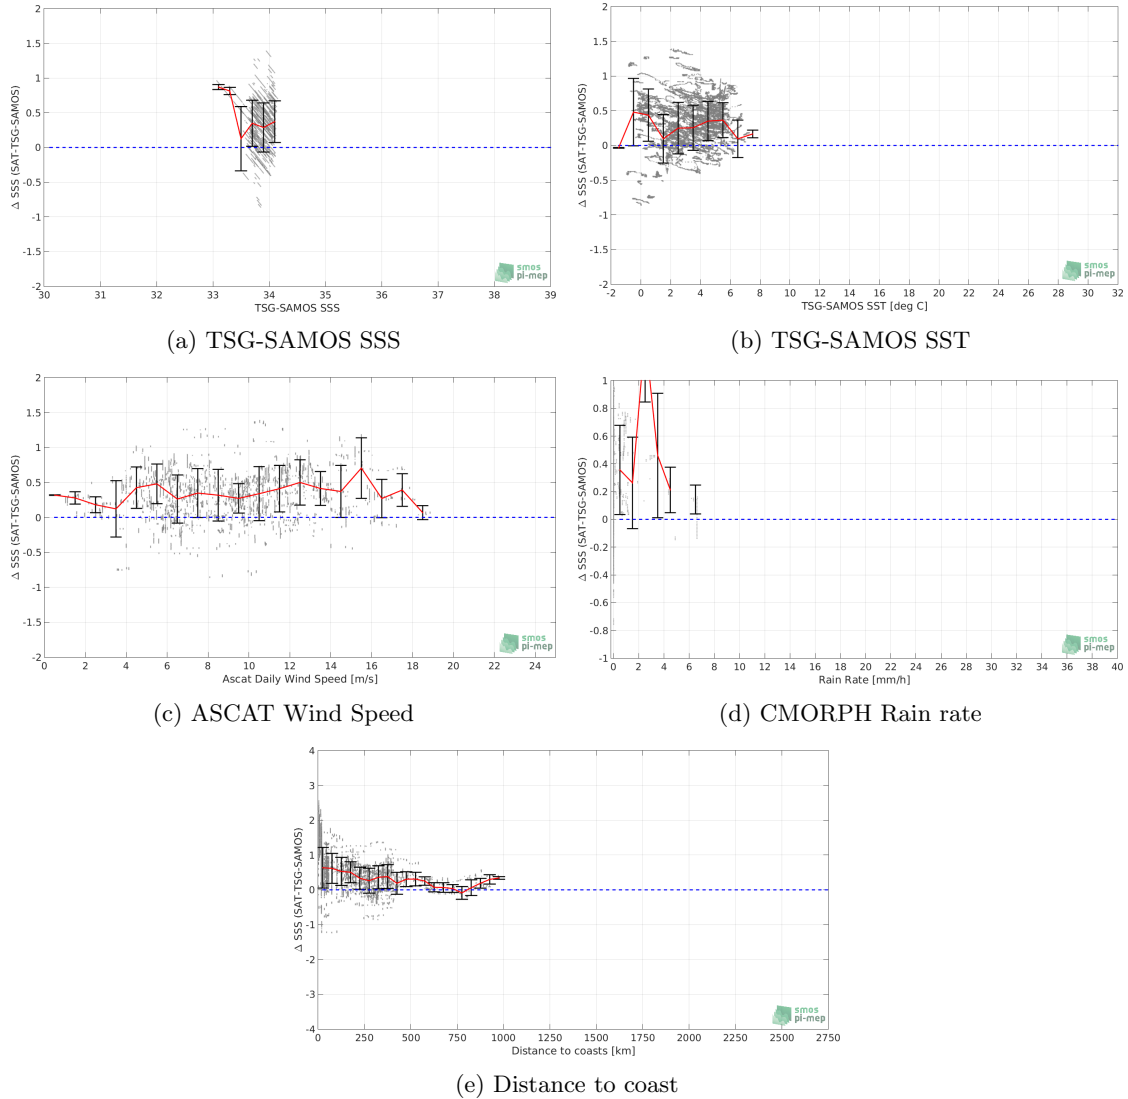 2
1.5
1
0.5
0
-0.5
-1
-1.5
-2
Δ SSS (SAT-TSG-SAMOS)
30 31 32 33 34 35 36 37 38 39
TSG-SAMOS SSS
smos
pi-mep
(a) TSG-SAMOS SSS
2
1.5
1
0.5
0
-0.5
-1
-1.5
-2
Δ SSS (SAT-TSG-SAMOS)
-2 0 2 4 6 8 10 12 14 16 18 20 22 24 26 28 30 32
TSG-SAMOS SST [deg C]
smos
pi-mep
(b) TSG-SAMOS SST
2
1.5
1
0.5
0
-0.5
-1
-1.5
-2
Δ SSS (SAT-TSG-SAMOS)
0 2 4 6 8 10 12 14 16 18 20 22 24
Ascat Daily Wind Speed [m/s]
smos
pi-mep
(c) ASCAT Wind Speed
1
0.8
0.6
0.4
0.2
0
-0.2
-0.4
-0.6
-0.8
-1
Δ SSS (SAT-TSG-SAMOS)
0 2 4 6 8 10 12 14 16 18 20 22 24 26 28 30 32 34 36 38 40
Rain Rate [mm/h]
smos
pi-mep
(d) CMORPH Rain rate
4
3
2
1
0
-1
-2
-3
-4
Δ SSS (SAT-TSG-SAMOS)
0 250 500 750 1000 1250 1500 1750 2000 2250 2500 2750
Distance to coasts [km]
smos
pi-mep
(e) Distance to coast